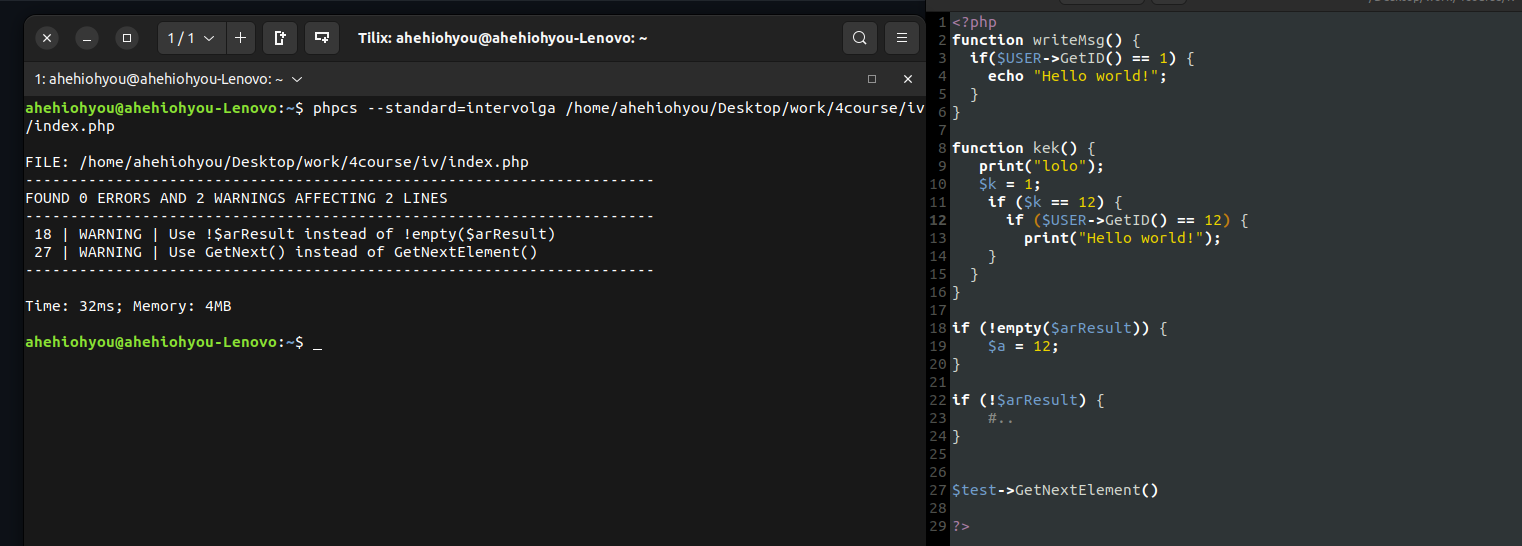 1 / 1
Tilix: ahehiohyou@ahehiohyou-Lenovo: ~
1: ahehiohyou@ahehiohyou-Lenovo: ~
ahehiohyou@ahehiohyou-Lenovo:~$ phpcs --standard=intervolga /home/ahehiohyou/Desktop/work/4course/iv
/index.php
FILE: /home/ahehiohyou/Desktop/work/4course/iv/index.php
----------------------------------------------------------------------
FOUND 0 ERRORS AND 2 WARNINGS AFFECTING 2 LINES
----------------------------------------------------------------------
18 | WARNING | Use !$arResult instead of !empty($arResult)
27 | WARNING | Use GetNext() instead of GetNextElement()
----------------------------------------------------------------------
Time: 32ms; Memory: 4MB
ahehiohyou@ahehiohyou-Lenovo:~$ _
1 <?php
2 function writeMsg() {
3   if($USER->GetID() == 1) {
4     echo "Hello world!";
5   }
6 }
7
8 function kek() {
9    print("lolo");
10    $k = 1;
11     if ($k == 12) {
12       if ($USER->GetID() == 12) {
13         print("Hello world!");
14     }
15   }
16 }
17
18 if (!empty($arResult)) {
19     $a = 12;
20 }
21
22 if (!$arResult) {
23     #..
24 }
25
26
27 $test->GetNextElement()
28
29 ?>